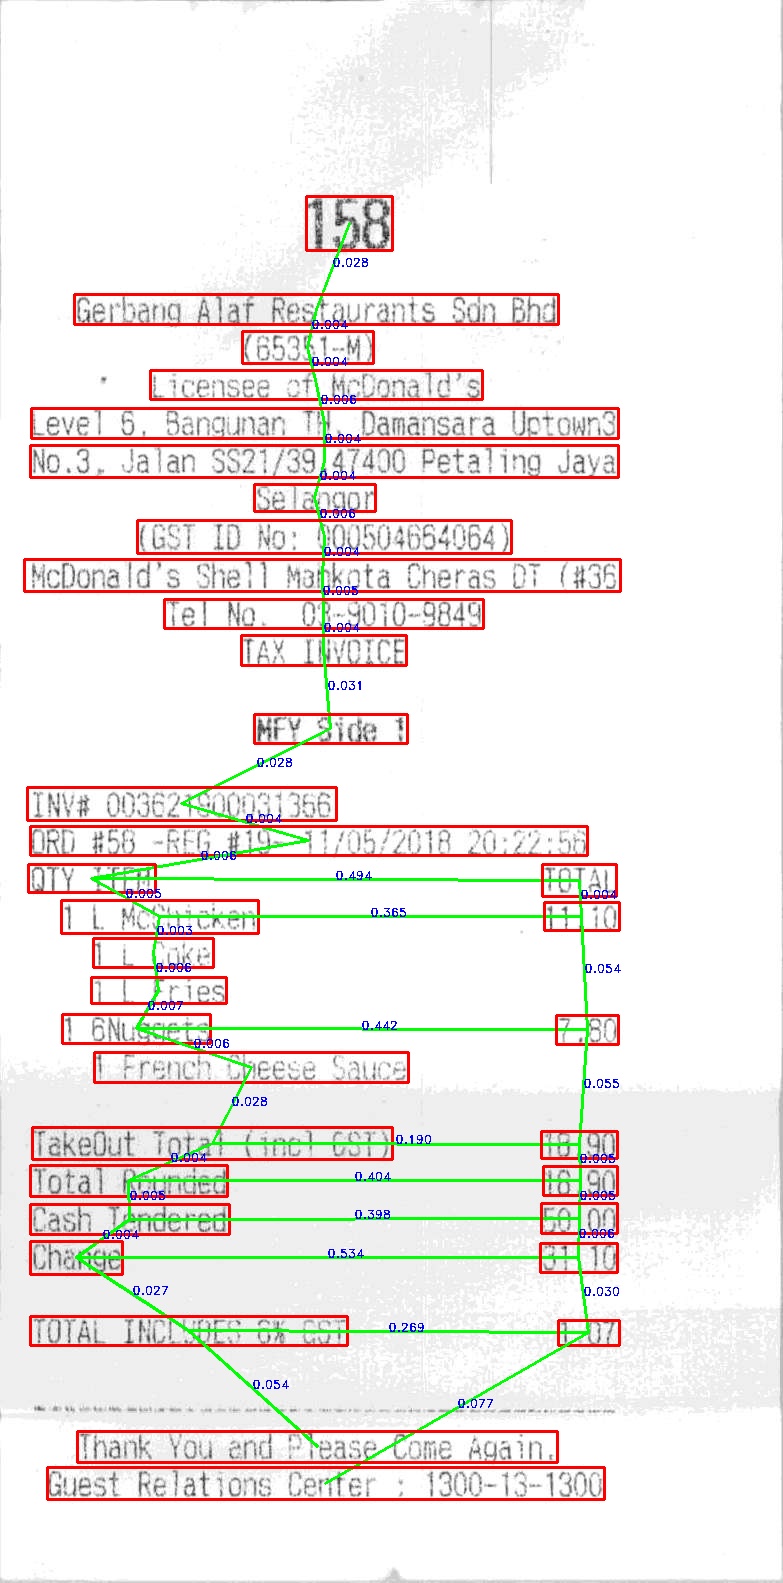 158
Gerbang Alaf Restaurants Sdn Bhd
(65351-M)
Licensee of McDonald's
Level 6, Bangunan TH, Damansara Uptown3
No.3, Jalan SS21/39,47400 Petaling Jaya
Selangor
(GST ID No: 000504664064)
McDonald's Shell Mahkota Cheras DT (#36
Tel No. 03-9010-9849
TAX INVOICE
MFY Side 1
INV# 003621900031366
ORD #58 -REG #19- 11/05/2018 20:22:56
QTY ITEM TOTAL
1 L McChicken 11.10
1 L Coke
1 L Fries
1 6Nuggets 7.80
1 French Cheese Sauce
TakeOut Total (incl GST) 18.90
Total Rounded 18.90
Cash Tendered 50.00
Change 31.10
TOTAL INCLUDES 6% GST 1.07
Thank You and Please Come Again.
Guest Relations Center : 1300-13-1300
0.028
0.004
0.004
0.006
0.004
0.004
0.006
0.004
0.005
0.004
0.031
0.028
0.004
0.006
0.494
0.005 0.004
0.365
0.003
0.006 0.054
0.007
0.442
0.006
0.055
0.028
0.190
0.004 0.005
0.404
0.005 0.005
0.398
0.004 0.006
0.534
0.027 0.030
0.269
0.054
0.077